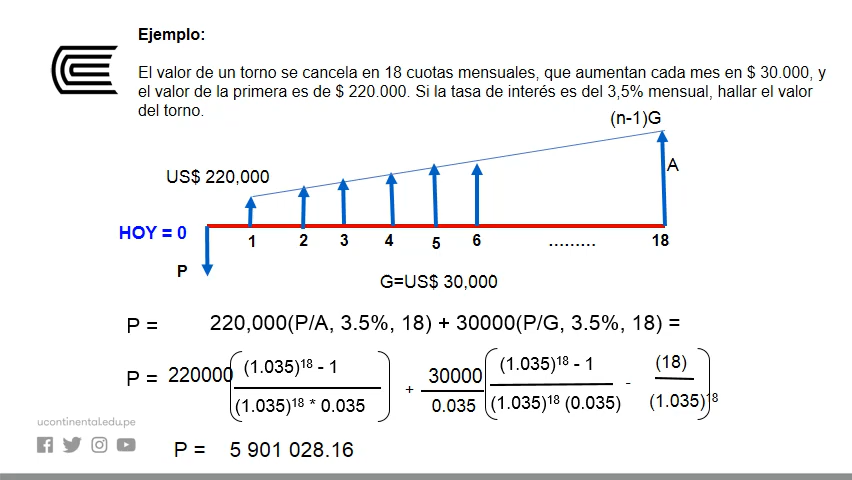 Ejemplo:
El valor de un torno se cancela en 18 cuotas mensuales, que aumentan cada mes en $ 30.000, y
el valor de la primera es de $ 220.000. Si la tasa de interés es del 3,5% mensual, hallar el valor
del torno.
(n-1)G
US$ 220,000
A
HOY = 0
1 2 3 4 5 6 ......... 18
P
G=US$ 30,000
P = 220,000(P/A, 3.5%, 18) + 30000(P/G, 3.5%, 18) =
(1.035)¹⁸ - 1 (1.035)¹⁸ - 1 (18)
P = 220000 + 30000 -
(1.035)¹⁸ * 0.035 0.035 (1.035)¹⁸ (0.035) (1.035)¹⁸
ucontinental.edu.pe
P = 5 901 028.16